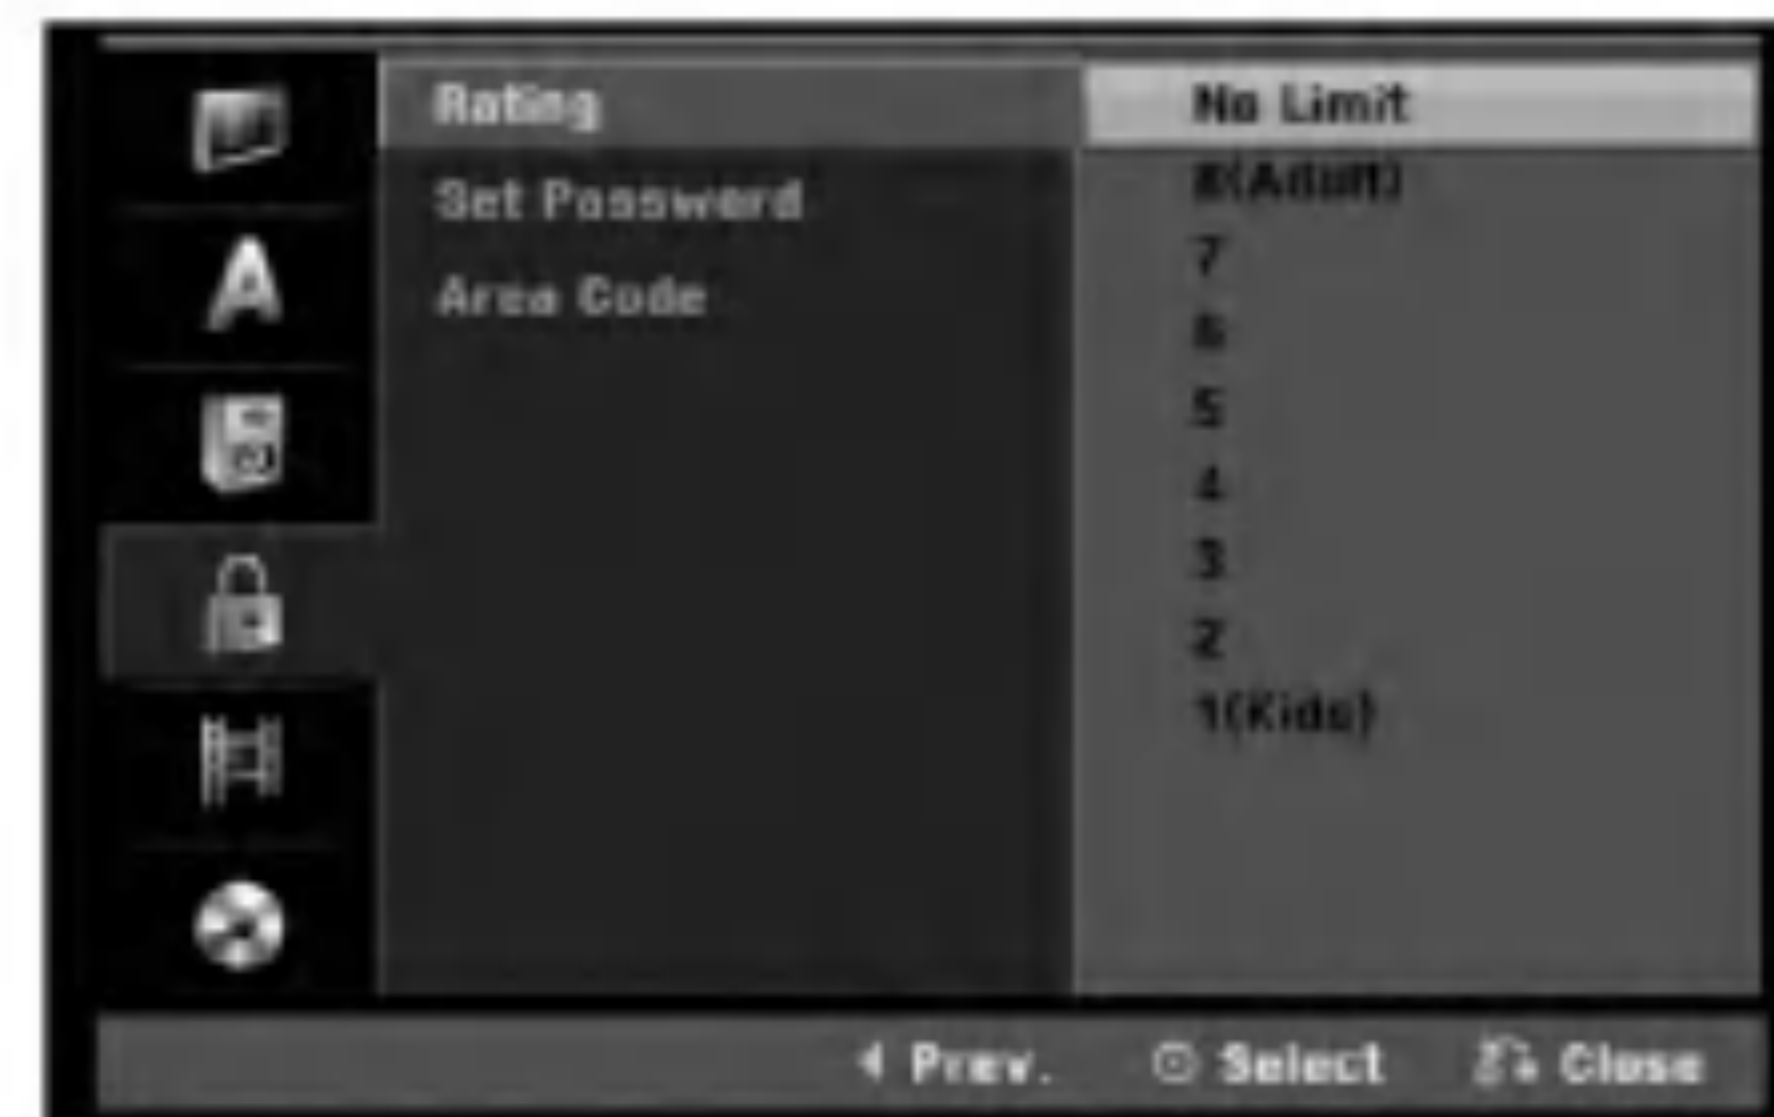 Rating
Set Password
Area Code
No Limit
8(Adult)
7
6
5
4
3
2
1(Kids)
Prev.
Select
Close